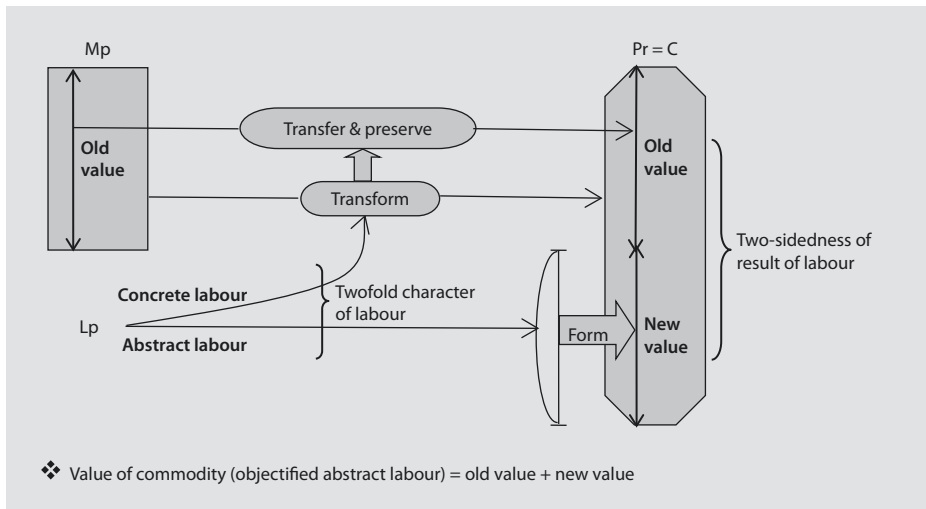 Mp
Pr = C
Transfer & preserve
Old
value
Old
value
Transform
Two-sidedness of
result of labour
Concrete labour
Twofold character
of labour
Lp
Abstract labour
Form
New
value
❖ Value of commodity (objectified abstract labour) = old value + new value